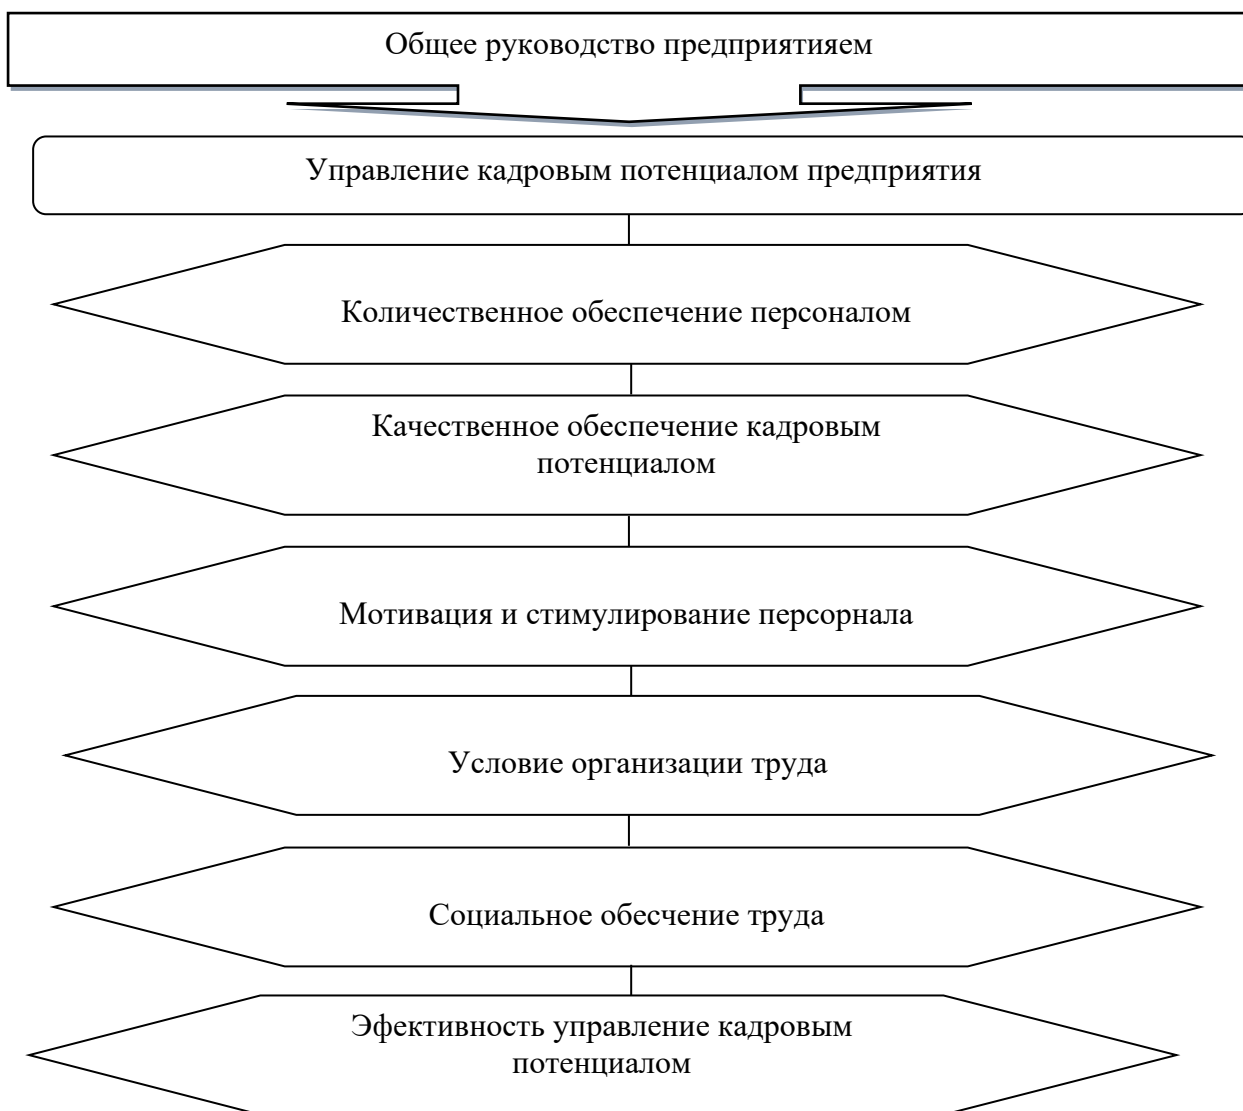 Общее руководство предприятияем
Управление кадровым потенциалом предприятия
Количественное обеспечение персоналом
Качественное обеспечение кадровым
потенциалом
Мотивация и стимулирование персорнала
Условие организации труда
Социальное обесчение труда
Эфективность управление кадровым
потенциалом